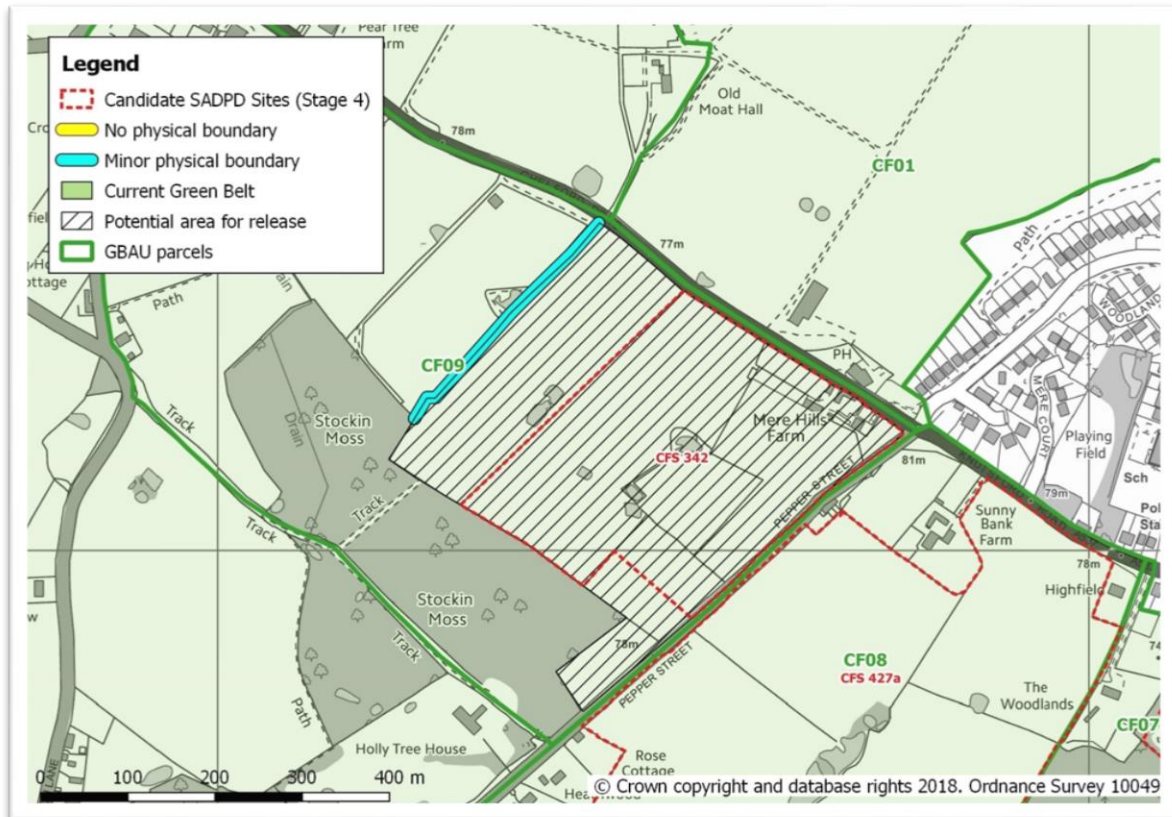 Legend
Candidate SADPD Sites (Stage 4)
No physical boundary
Minor physical boundary
Current Green Belt
Potential area for release
GBAU parcels
Pear Tree
78m
Old
Moat Hall
CF01
77m
Path
Path
CF09
Drain
Track
Stockin
Moss
PH
Mere Hills
Farm
CFS 342
PEPPER STREET
81m
MERE COURT
Playing
Field
Sch
79m
Sunny
Bank
Farm
78m
Highfield
Track
Track
Stockin
Moss
Track
78m
PEPPER STREET
CF08
CFS 427a
The
Woodlands
CF07
Path
LANE
Holly Tree House
Rose
Cottage
0 100 200 400 m
© Crown copyright and database rights 2018. Ordnance Survey 10049